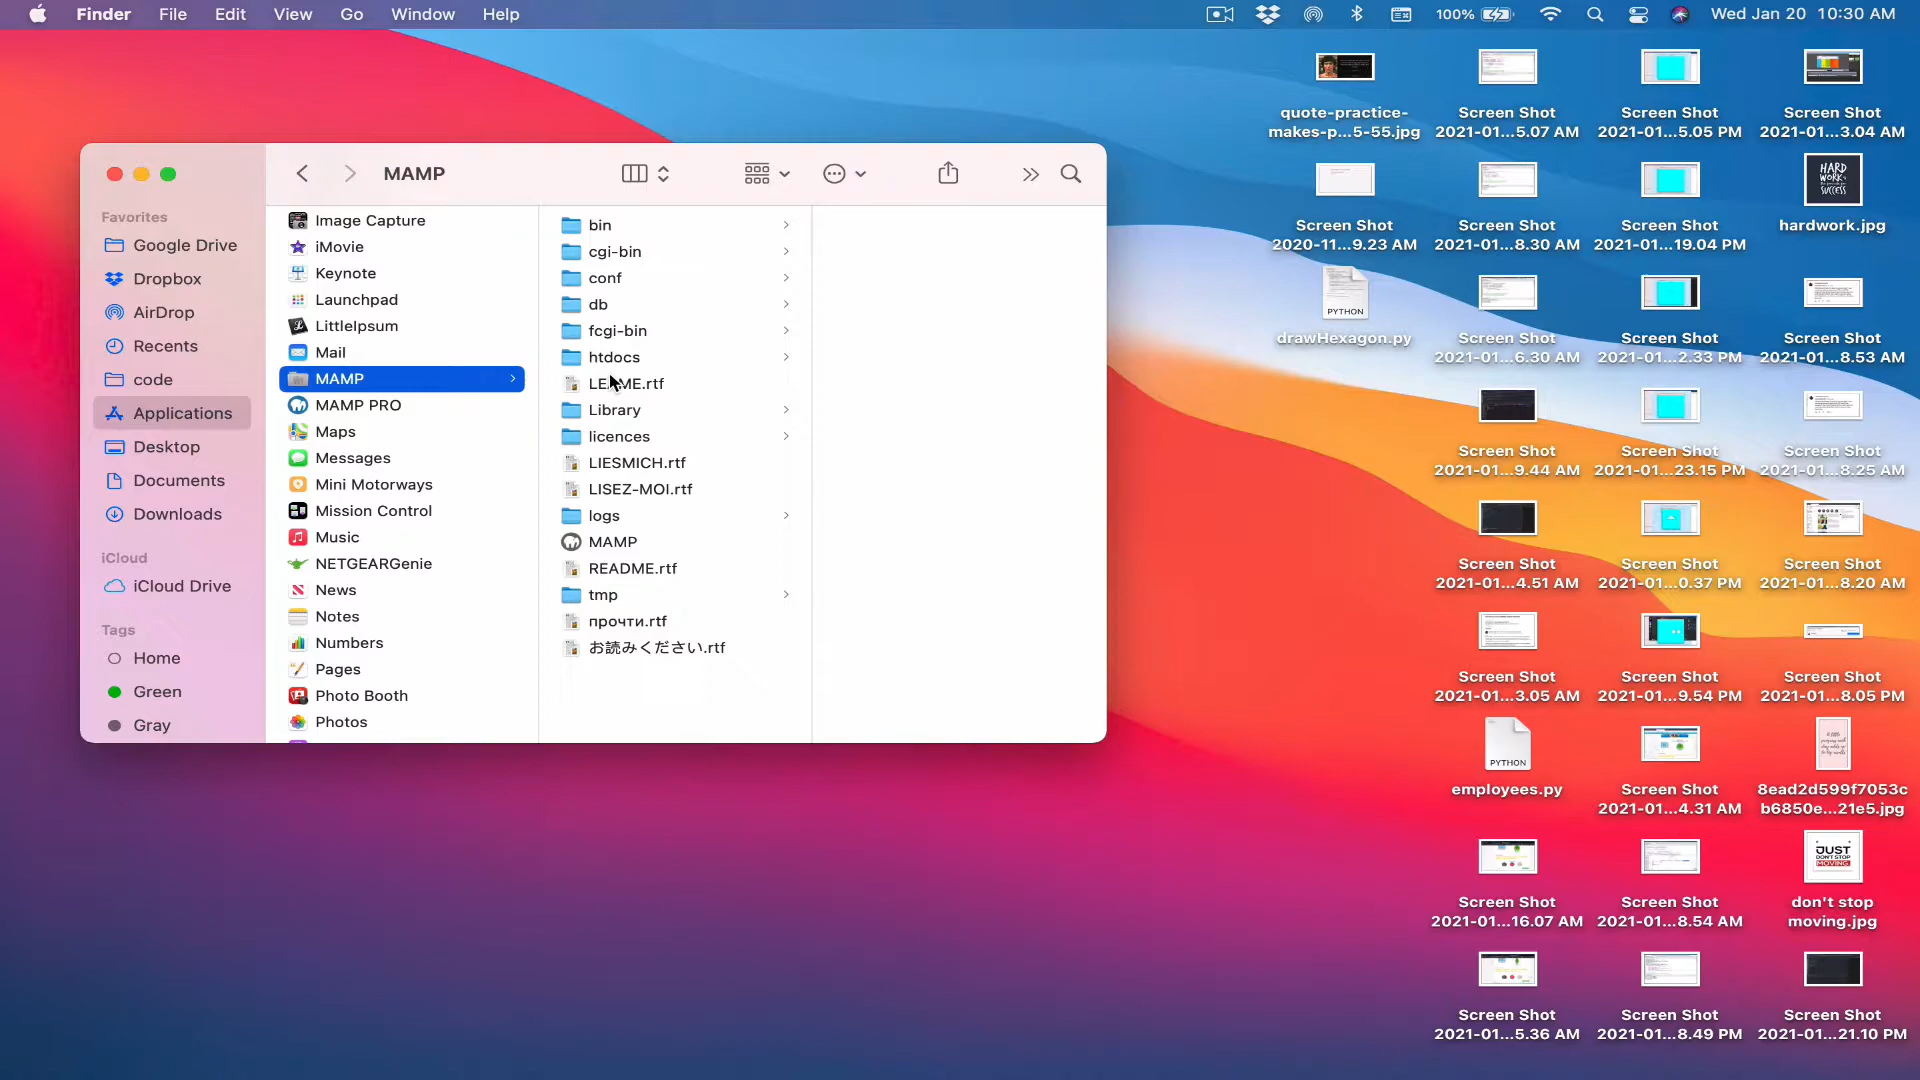 Finder File Edit View Go Window Help
100% Wed Jan 20 10:30 AM
MAMP
Favorites
Google Drive
Dropbox
AirDrop
Recents
code
Applications
Desktop
Documents
Downloads
iCloud
iCloud Drive
Tags
Home
Green
Gray
Image Capture
iMovie
Keynote
Launchpad
LittleIpsum
Mail
MAMP
MAMP PRO
Maps
Messages
Mini Motorways
Mission Control
Music
NETGEARGenie
News
Notes
Numbers
Pages
Photo Booth
Photos
bin
cgi-bin
conf
db
fcgi-bin
htdocs
Library
licences
LIESMICH.rtf
LISEZ-MOI.rtf
logs
MAMP
README.rtf
tmp
прочти.rtf
お読みください.rtf
quote-practice-
makes-p...5-55.jpg
Screen Shot
2020-11...9.23 AM
PYTHON
drawHexagon.py
Screen Shot
2021-01...5.07 AM
Screen Shot
2021-01...8.30 AM
Screen Shot
2021-01...6.30 AM
Screen Shot
2021-01...9.44 AM
Screen Shot
2021-01...4.51 AM
Screen Shot
2021-01...3.05 AM
PYTHON
employees.py
Screen Shot
2021-01...16.07 AM
Screen Shot
2021-01...5.36 AM
Screen Shot
2021-01...5.05 PM
Screen Shot
2021-01...19.04 PM
Screen Shot
2021-01...2.33 PM
Screen Shot
2021-01...23.15 PM
Screen Shot
2021-01...0.37 PM
Screen Shot
2021-01...9.54 PM
Screen Shot
2021-01...4.31 AM
Screen Shot
2021-01...8.54 AM
Screen Shot
2021-01...8.49 PM
Screen Shot
2021-01...3.04 AM
HARD
WORK
SUCCESS
hardwork.jpg
Screen Shot
2021-01...8.53 AM
Screen Shot
2021-01...8.25 AM
Screen Shot
2021-01...8.20 AM
Screen Shot
2021-01...8.05 PM
8ead2d599f7053c
b6850e...21e5.jpg
JUST
DON'T STOP
MOVING
don't stop
moving.jpg
Screen Shot
2021-01...21.10 PM